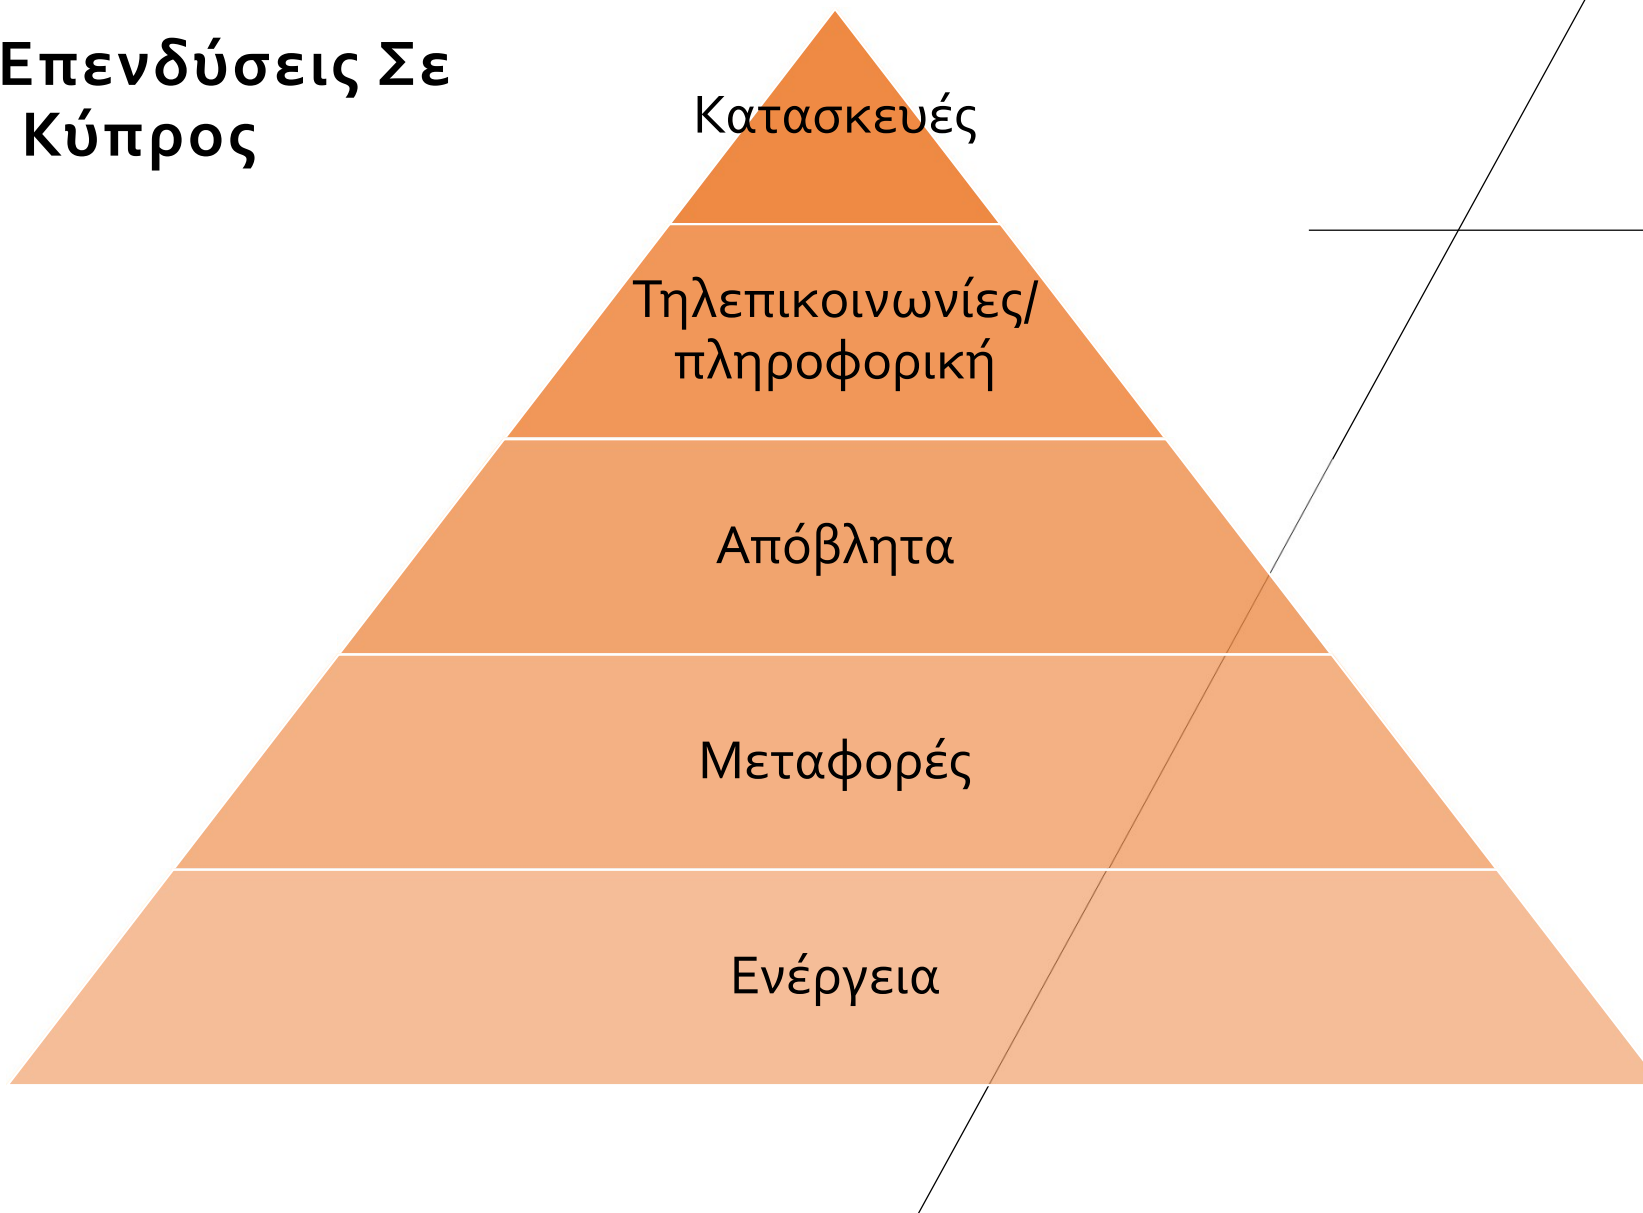 Επενδύσεις Σε
Κύπρος
Κατασκευές
Τηλεπικοινωνίες/
πληροφορική
Απόβλητα
Μεταφορές
Ενέργεια